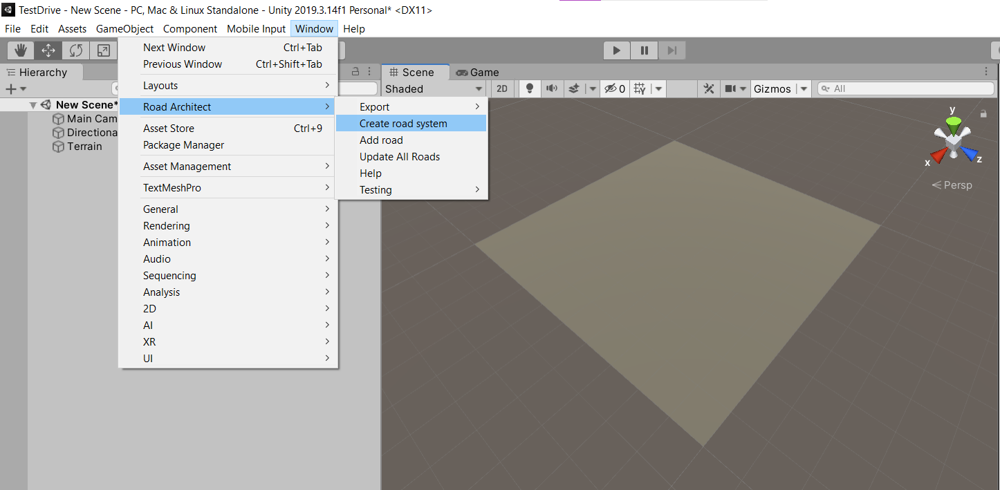 TestDrive - New Scene - PC, Mac & Linux Standalone - Unity 2019.3.14f1 Personal* <DX11>
File Edit Assets GameObject Component Mobile Input Window Help
Next Window Ctrl+Tab
Previous Window Ctrl+Shift+Tab
Layouts
Road Architect
Asset Store Ctrl+9
Package Manager
Asset Management
TextMeshPro
General
Rendering
Animation
Audio
Sequencing
Analysis
2D
AI
XR
UI
Export
Create road system
Add road
Update All Roads
Help
Testing
Hierarchy
New Scene*
Main Cam
Directiona
Terrain
Scene Game
Shaded 2D 0 Gizmos All
y
x z
Persp